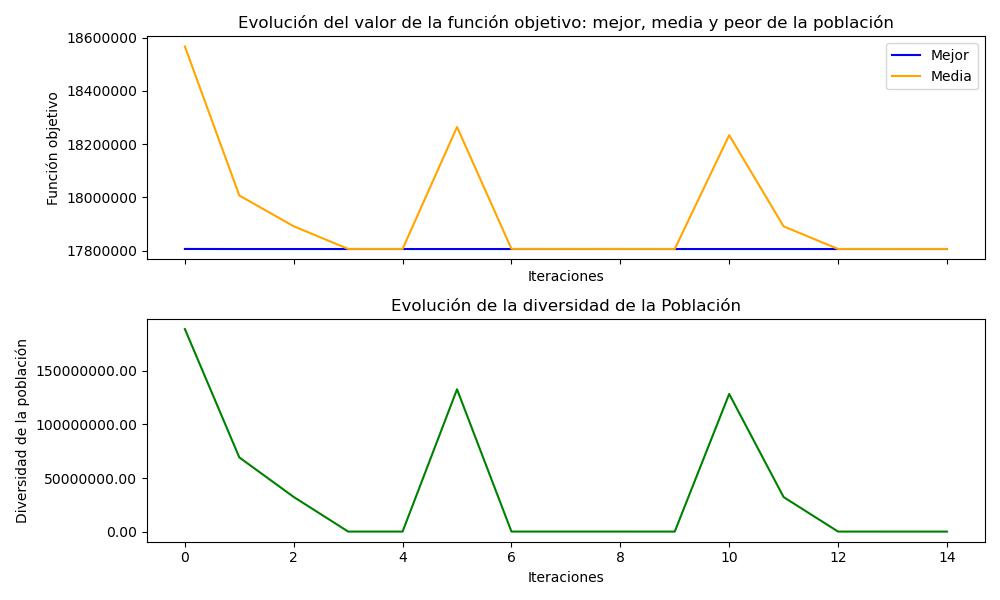 Evolución del valor de la función objetivo: mejor, media y peor de la población
18600000
18400000
18200000
18000000
17800000
Función objetivo
Mejor
Media
Iteraciones
Evolución de la diversidad de la Población
150000000.00
100000000.00
50000000.00
0.00
Diversidad de la población
0 2 4 6 8 10 12 14
Iteraciones